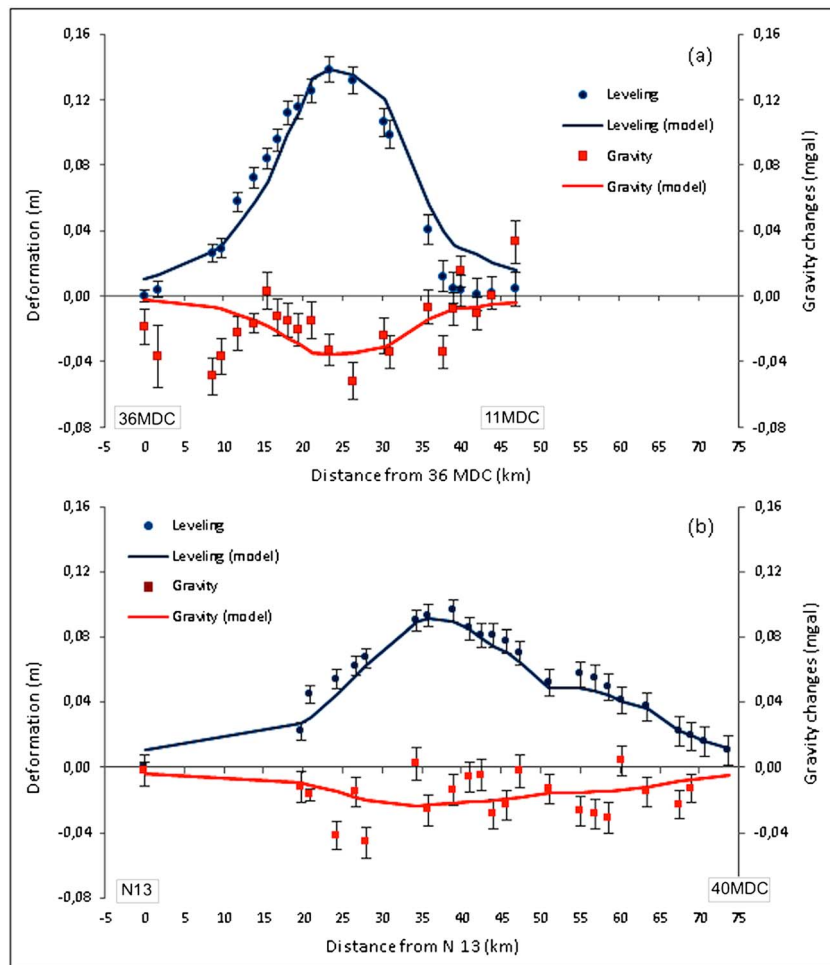 0,16
0,16
(a)
0,12
Leveling
0,12
Leveling (model)
0,08
Gravity
0,08
Gravity (model)
0,04
0,04
0,00
0,00
-0,04
-0,04
36MDC
11MDC
-0,08
-0,08
-5 0 5 10 15 20 25 30 35 40 45 50 55 60 65 70 75
Distance from 36 MDC (km)
Deformation (m)
Gravity changes (mgal)
0,16
0,16
Leveling
(b)
0,12
Leveling (model)
0,12
Gravity
0,08
Gravity (model)
0,08
0,04
0,04
0,00
0,00
-0,04
-0,04
N13
40MDC
-0,08
-0,08
-5 0 5 10 15 20 25 30 35 40 45 50 55 60 65 70 75
Distance from N 13 (km)
Deformation (m)
Gravity changes (mgal)